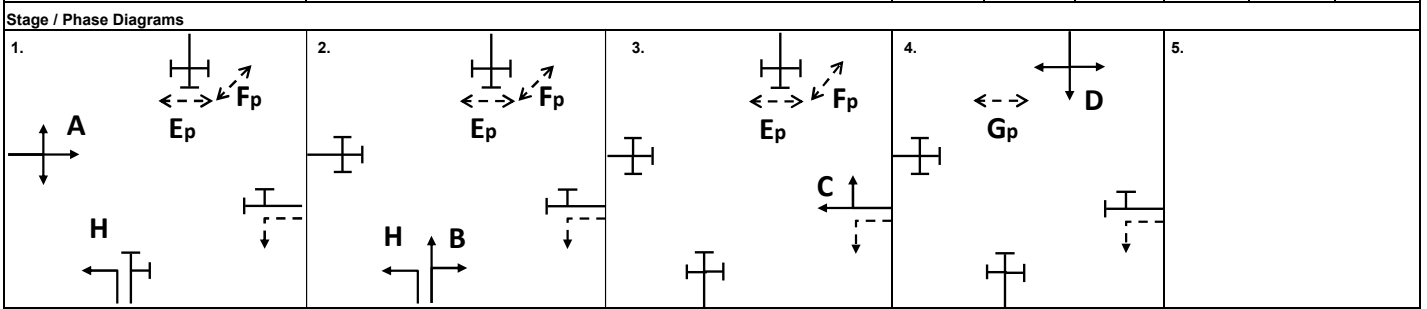 Stage / Phase Diagrams
1.
2.
3.
4.
5.
A
Ep
Fp
H
Ep
Fp
H
B
Ep
Fp
C
D
Gp